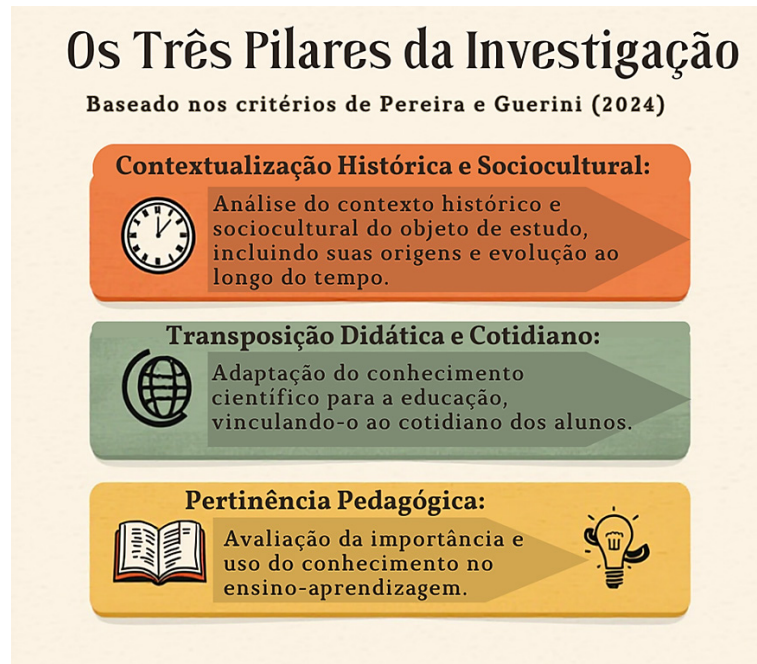 Os Três Pilares da Investigação
Baseado nos critérios de Pereira e Guerini (2024)
Contextualização Histórica e Sociocultural:
Análise do contexto histórico e
sociocultural do objeto de estudo,
incluindo suas origens e evolução ao
longo do tempo.
Transposição Didática e Cotidiano:
Adaptação do conhecimento
científico para a educação,
vinculando-o ao cotidiano dos alunos.
Pertinência Pedagógica:
Avaliação da importância e
uso do conhecimento no
ensino-aprendizagem.